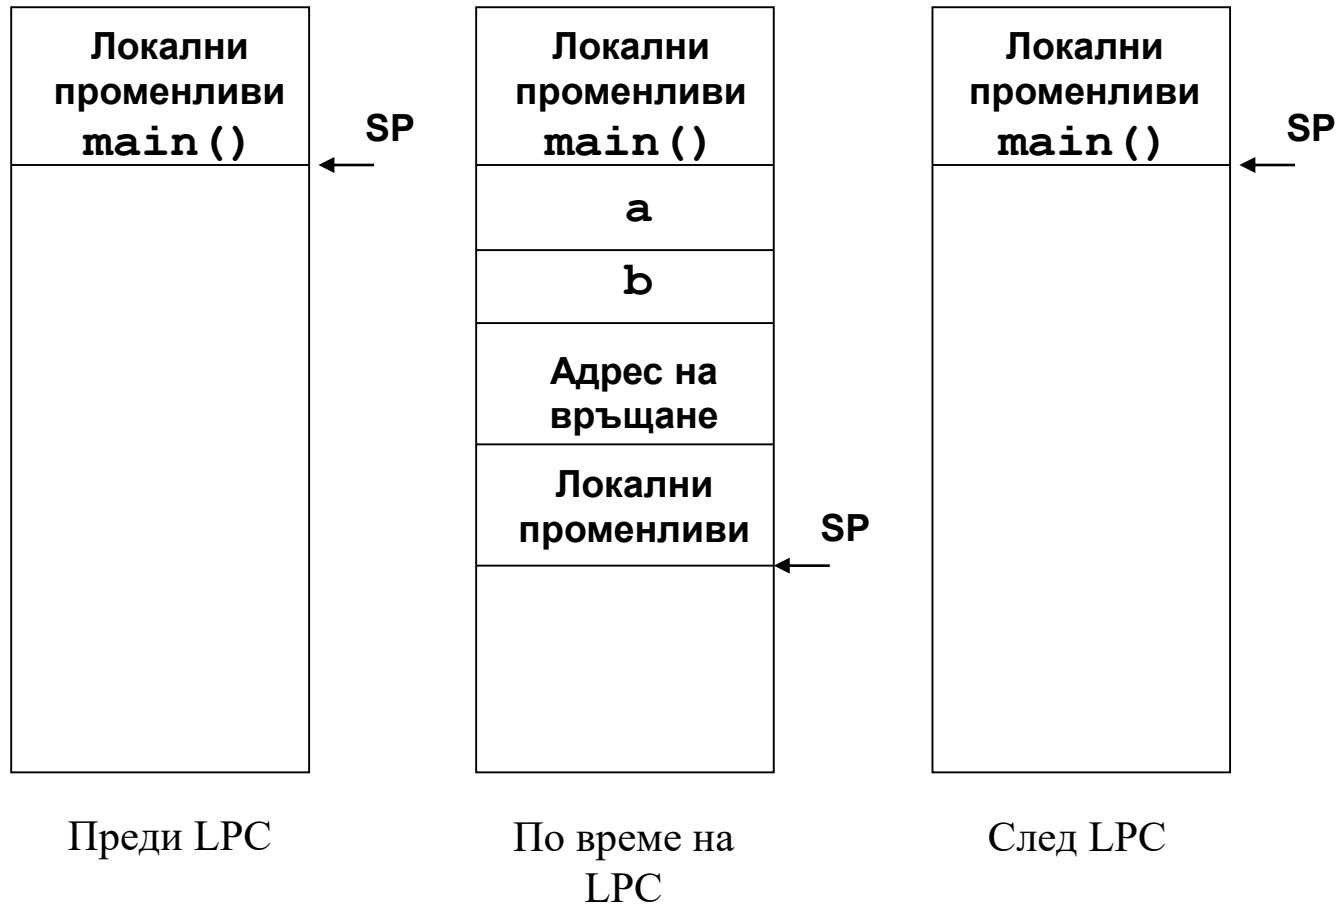 Локални
променливи
main()
SP
Локални
променливи
main()
a
b
Адрес на
връщане
Локални
променливи
SP
Локални
променливи
main()
SP
Преди LPC
По време на
LPC
След LPC